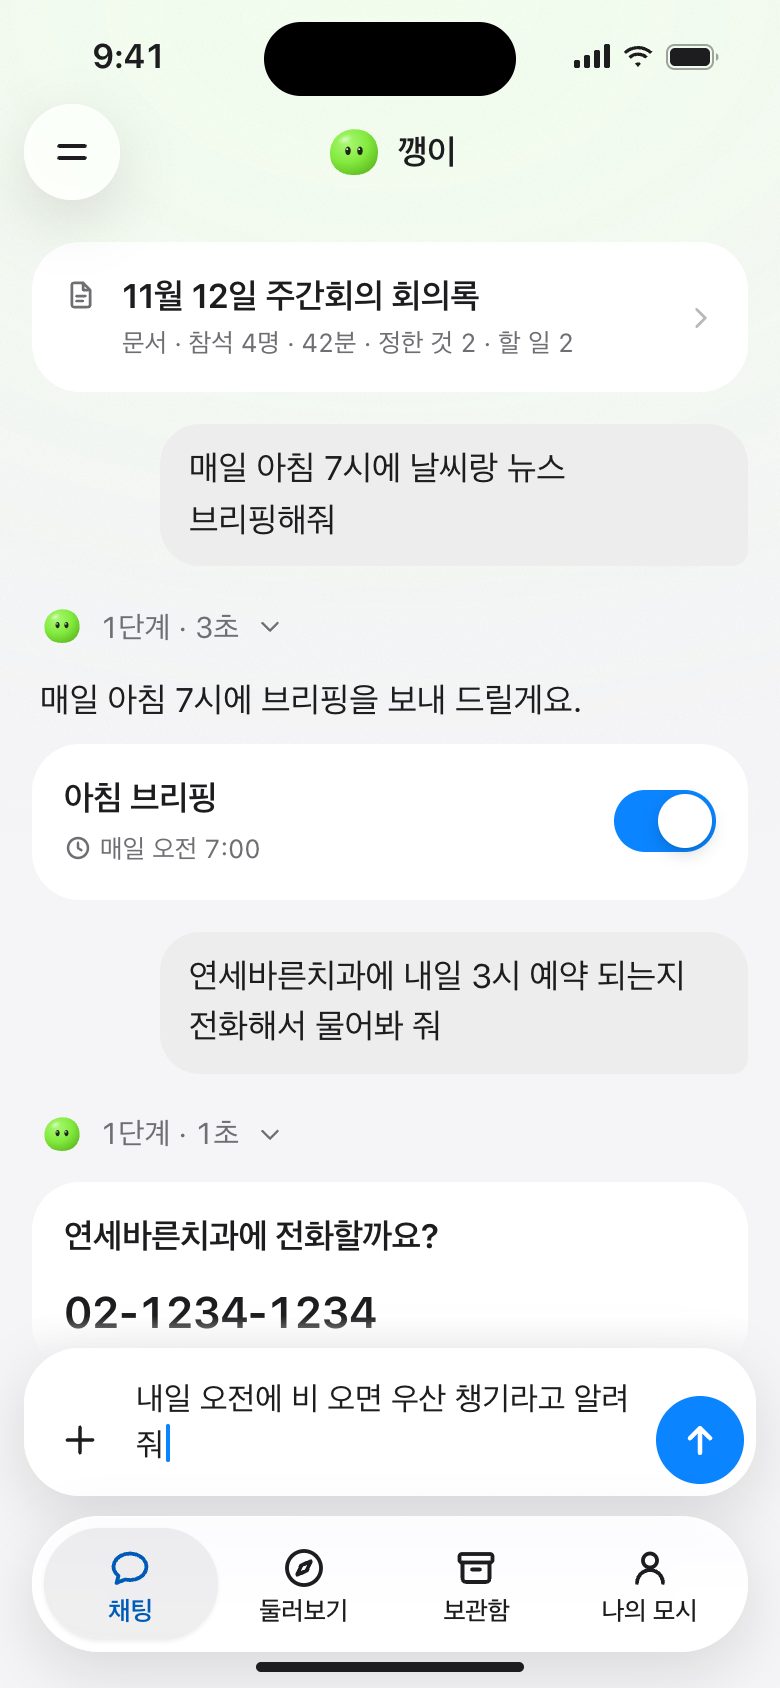 9:41
깽이
11월 12일 주간회의 회의록
문서 · 참석 4명 · 42분 · 정한 것 2 · 할 일 2
매일 아침 7시에 날씨랑 뉴스
브리핑해줘
1단계 · 3초
매일 아침 7시에 브리핑을 보내 드릴게요.
아침 브리핑
매일 오전 7:00
연세바른치과에 내일 3시 예약 되는지
전화해서 물어봐 줘
1단계 · 1초
연세바른치과에 전화할까요?
02-1234-1234
내일 오전에 비 오면 우산 챙기라고 알려
줘
채팅
둘러보기
보관함
나의 모시